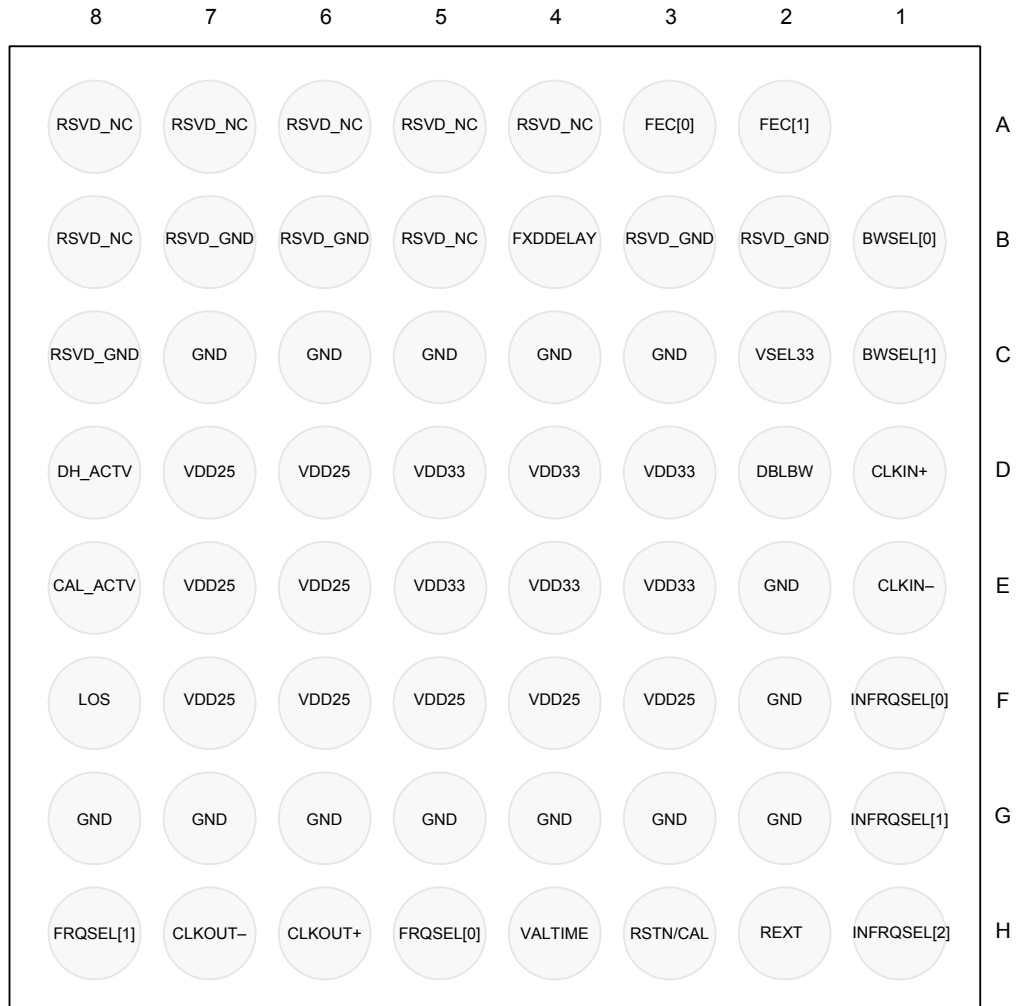 8 7 6 5 4 3 2 1
RSVD_NC RSVD_NC RSVD_NC RSVD_NC RSVD_NC FEC[0] FEC[1] A
RSVD_NC RSVD_GND RSVD_GND RSVD_NC FXDDELAY RSVD_GND RSVD_GND BWSEL[0] B
RSVD_GND GND GND GND GND GND VSEL33 BWSEL[1] C
DH_ACTV VDD25 VDD25 VDD33 VDD33 VDD33 DBLBW CLKIN+ D
CAL_ACTV VDD25 VDD25 VDD33 VDD33 VDD33 GND CLKIN– E
LOS VDD25 VDD25 VDD25 VDD25 VDD25 GND INFRQSEL[0] F
GND GND GND GND GND GND GND INFRQSEL[1] G
FRQSEL[1] CLKOUT– CLKOUT+ FRQSEL[0] VALTIME RSTN/CAL REXT INFRQSEL[2] H